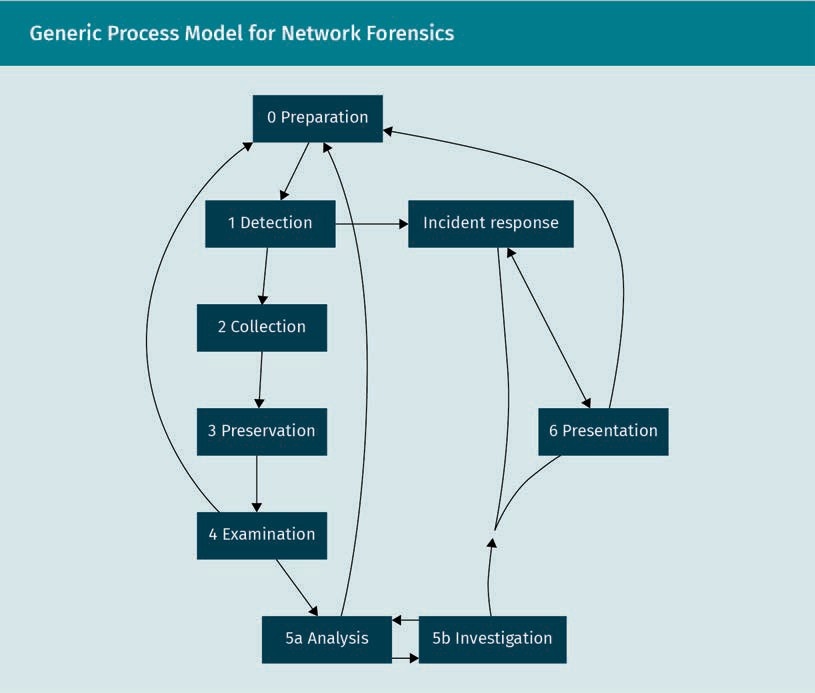 Generic Process Model for Network Forensics
0 Preparation
1 Detection
Incident response
2 Collection
3 Preservation
6 Presentation
4 Examination
5a Analysis
5b Investigation